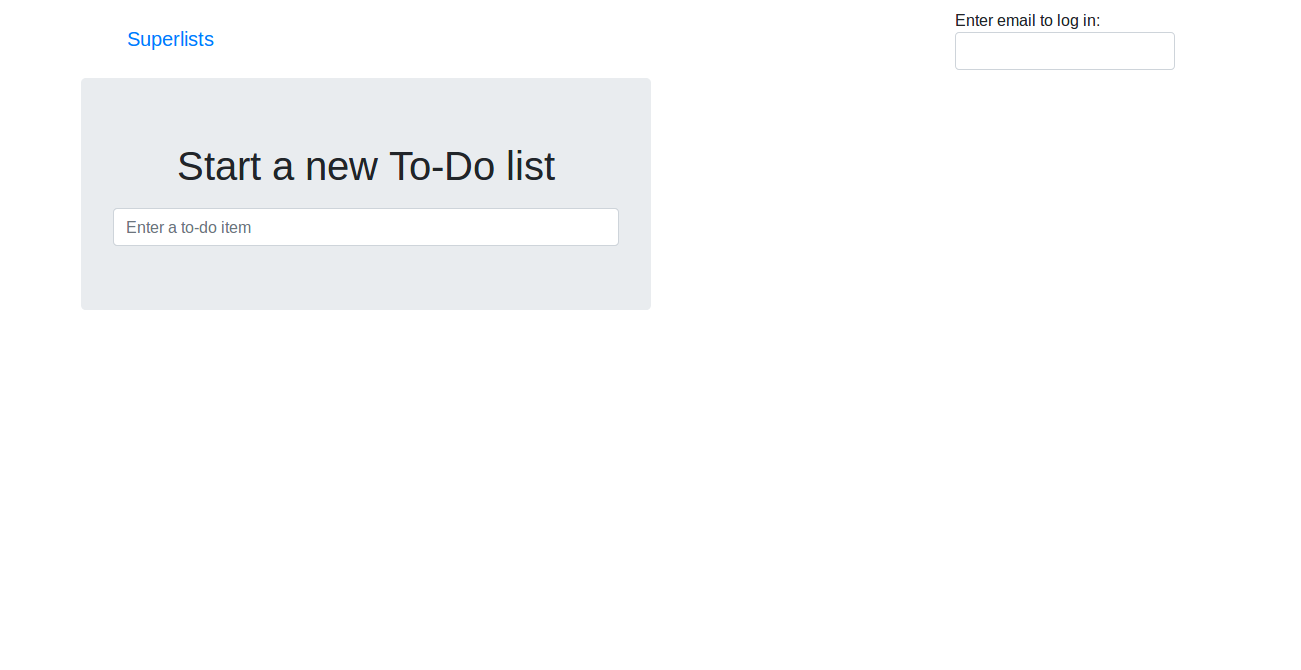 Superlists
Enter email to log in:
Start a new To-Do list
Enter a to-do item